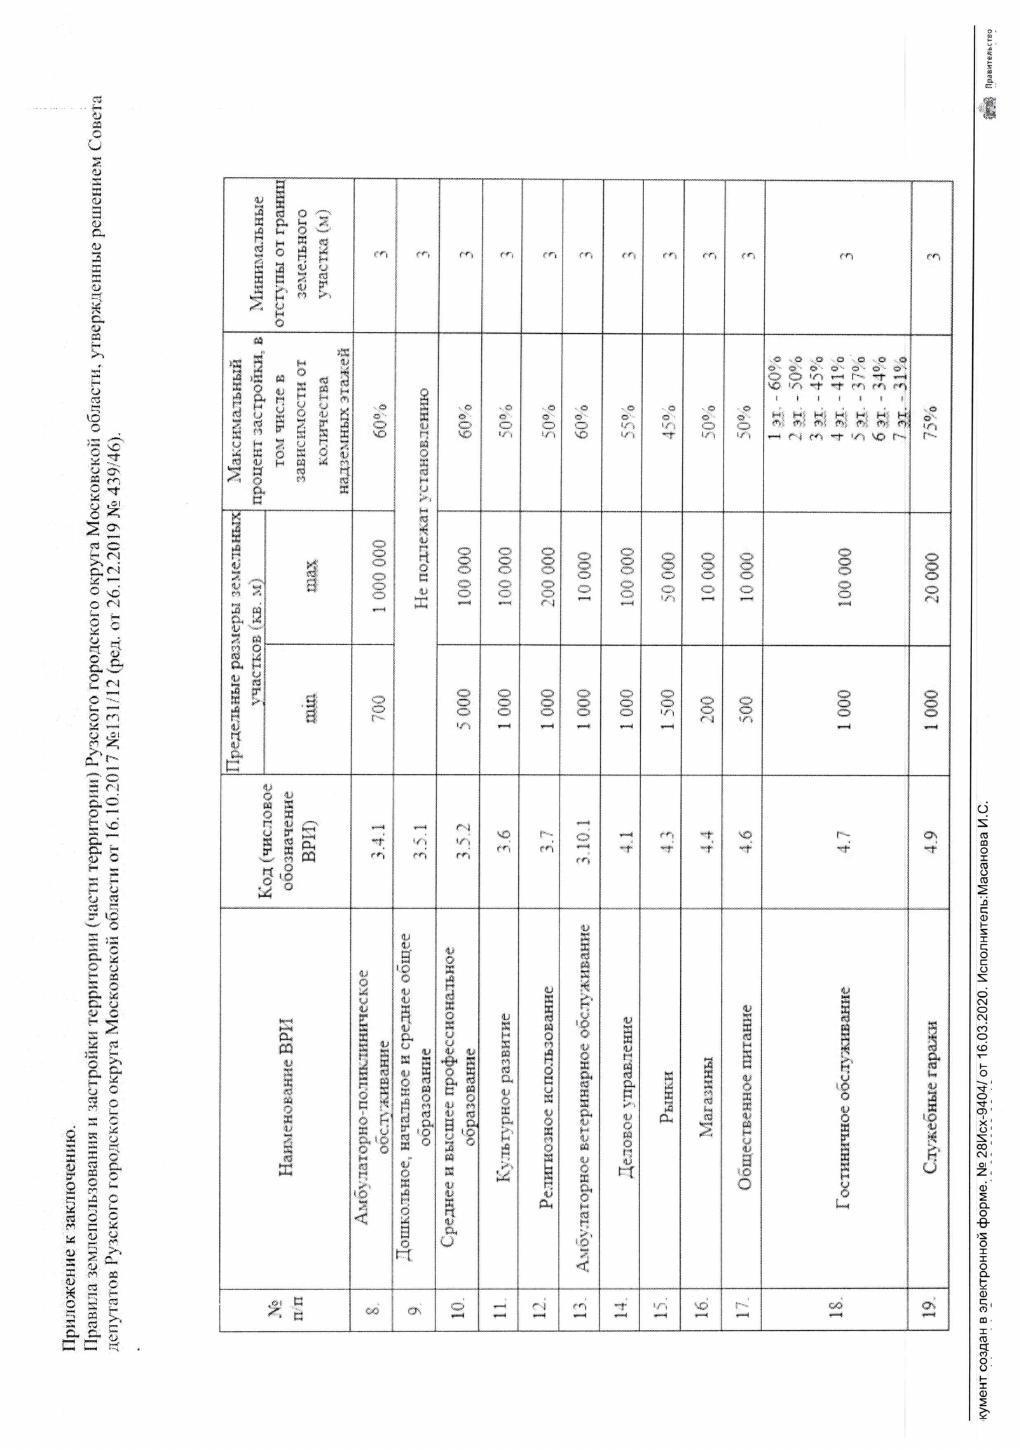 Приложение к заключению.
Правила землепользования и застройки территории (части территории) Рузского городского округа Московской области, утвержденные решением Совета
депутатов Рузского городского округа Московской области от 16.10.2017 №131/12 (ред. от 26.12.2019 № 439/46).
.
№
п/п
Наименование ВРИ
Код (числовое
обозначение
ВРИ)
Предельные размеры земельных
участков (кв. м)
min
max
Максимальный
процент застройки, в
том числе в
зависимости от
количества
надземных этажей
Минимальные
отступы от границ
земельного
участка (м)
8.
Амбулаторно-поликлиническое
обслуживание
3.4.1
700
1 000 000
60%
3
9.
Дошкольное, начальное и среднее общее
образование
3.5.1
Не подлежат установлению
3
10.
Среднее и высшее профессиональное
образование
3.5.2
5 000
100 000
60%
3
11.
Культурное развитие
3.6
1 000
100 000
50%
3
12.
Религиозное использование
3.7
1 000
200 000
50%
3
13.
Амбулаторное ветеринарное обслуживание
3.10.1
1 000
10 000
60%
3
14.
Деловое управление
4.1
1 000
100 000
55%
3
15.
Рынки
4.3
1 500
50 000
45%
3
16.
Магазины
4.4
200
10 000
50%
3
17.
Общественное питание
4.6
500
10 000
50%
3
18.
Гостиничное обслуживание
4.7
1 000
100 000
1 эт. - 60%
2 эт. - 50%
3 эт. - 45%
4 эт. - 41%
5 эт. - 37%
6 эт. - 34%
7 эт. - 31%
3
19.
Служебные гаражи
4.9
1 000
20 000
75%
3
кумент создан в электронной форме. № 28Исх-9404/ от 16.03.2020. Исполнитель:Масанова И.С.
Правительство